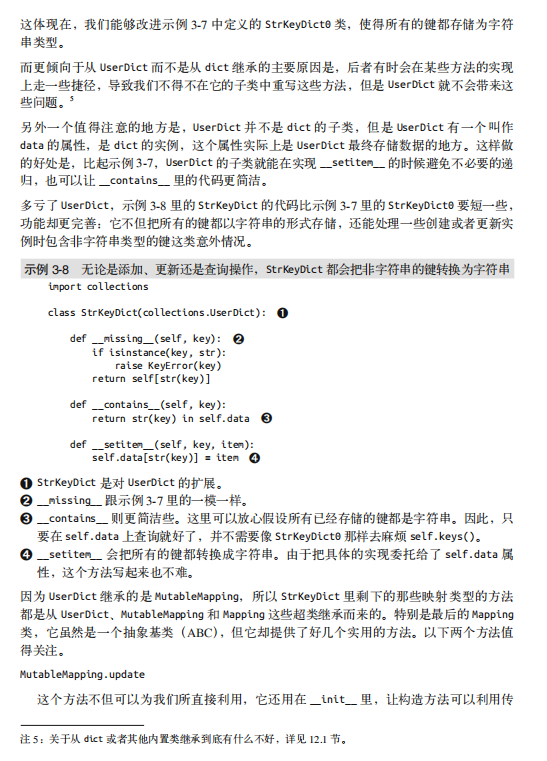 这体现在，我们能够改进示例 3-7 中定义的 StrKeyDict0 类，使得所有的键都存储为字符
串类型。
而更倾向于从 UserDict 而不是从 dict 继承的主要原因是，后者有时会在某些方法的实现
上走一些捷径，导致我们不得不在它的子类中重写这些方法，但是 UserDict 就不会带来这
些问题。5
另外一个值得注意的地方是，UserDict 并不是 dict 的子类，但是 UserDict 有一个叫作
data 的属性，是 dict 的实例，这个属性实际上是 UserDict 最终存储数据的地方。这样做
的好处是，比起示例 3-7，UserDict 的子类就能在实现 __setitem__ 的时候避免不必要的递
归，也可以让 __contains__ 里的代码更简洁。
多亏了 UserDict，示例 3-8 里的 StrKeyDict 的代码比示例 3-7 里的 StrKeyDict0 要短一些，
功能却更完善：它不但把所有的键都以字符串的形式存储，还能处理一些创建或者更新实
例时包含非字符串类型的键这类意外情况。
示例 3-8 无论是添加、更新还是查询操作，StrKeyDict 都会把非字符串的键转换为字符串
import collections
class StrKeyDict(collections.UserDict): ❶
def __missing__(self, key): ❷
if isinstance(key, str):
raise KeyError(key)
return self[str(key)]
def __contains__(self, key):
return str(key) in self.data ❸
def __setitem__(self, key, item):
self.data[str(key)] = item ❹
❶ StrKeyDict 是对 UserDict 的扩展。
❷ __missing__ 跟示例 3-7 里的一模一样。
❸ __contains__ 则更简洁些。这里可以放心假设所有已经存储的键都是字符串。因此，只
要在 self.data 上查询就好了，并不需要像 StrKeyDict0 那样去麻烦 self.keys()。
❹ __setitem__ 会把所有的键都转换成字符串。由于把具体的实现委托给了 self.data 属
性，这个方法写起来也不难。
因为 UserDict 继承的是 MutableMapping，所以 StrKeyDict 里剩下的那些映射类型的方法
都是从 UserDict、MutableMapping 和 Mapping 这些超类继承而来的。特别是最后的 Mapping
类，它虽然是一个抽象基类（ABC），但它却提供了好几个实用的方法。以下两个方法值
得关注。
MutableMapping.update
这个方法不但可以为我们所直接利用，它还用在 __init__ 里，让构造方法可以利用传
注 5：关于从 dict 或者其他内置类继承到底有什么不好，详见 12.1 节。